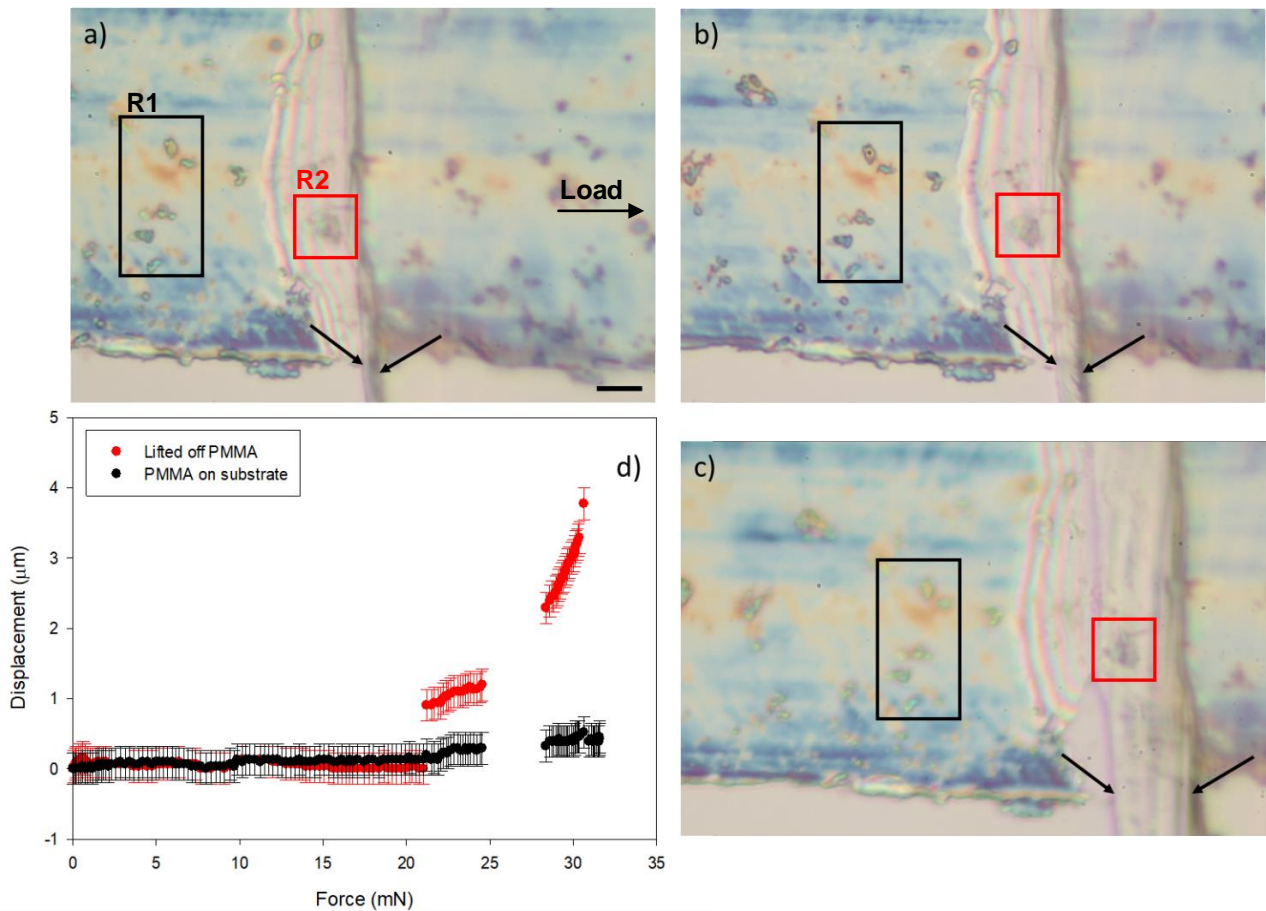 a)
R1
R2
Load
b)
5
4
3
2
1
0
-1
Displacement (μm)
Lifted off PMMA
PMMA on substrate
d)
0
5
10
15
20
25
30
35
Force (mN)
c)